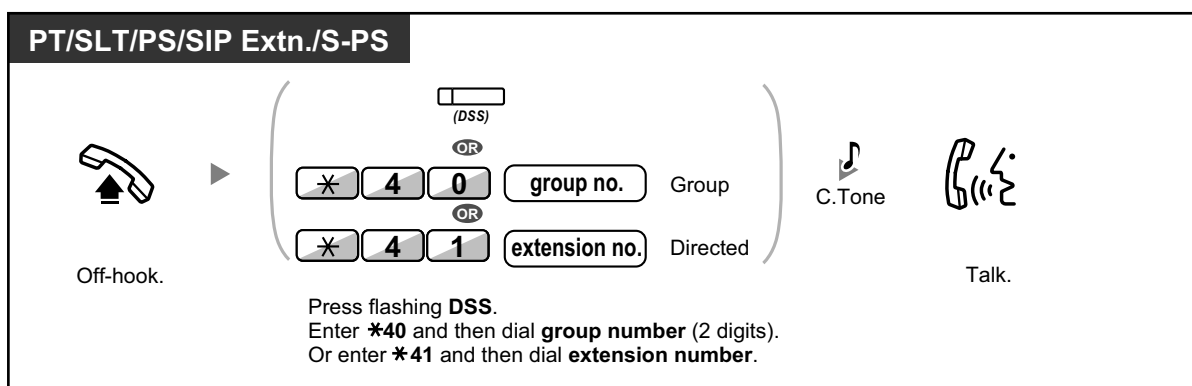 PT/SLT/PS/SIP Extn./S-PS
(DSS)
OR
* 4 0 group no. Group
OR
* 4 1 extension no. Directed
C.Tone
Off-hook.
Talk.
Press flashing DSS.
Enter *40 and then dial group number (2 digits).
Or enter *41 and then dial extension number.